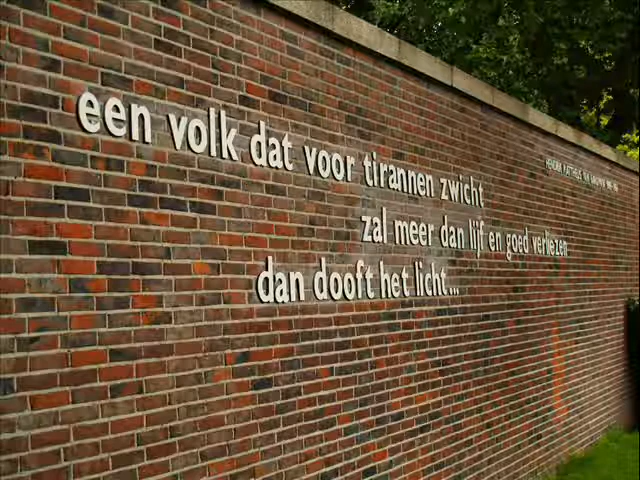 een volk dat voor tirannen zwicht
zal meer dan lijf en goed verliezen
dan dooft het licht...